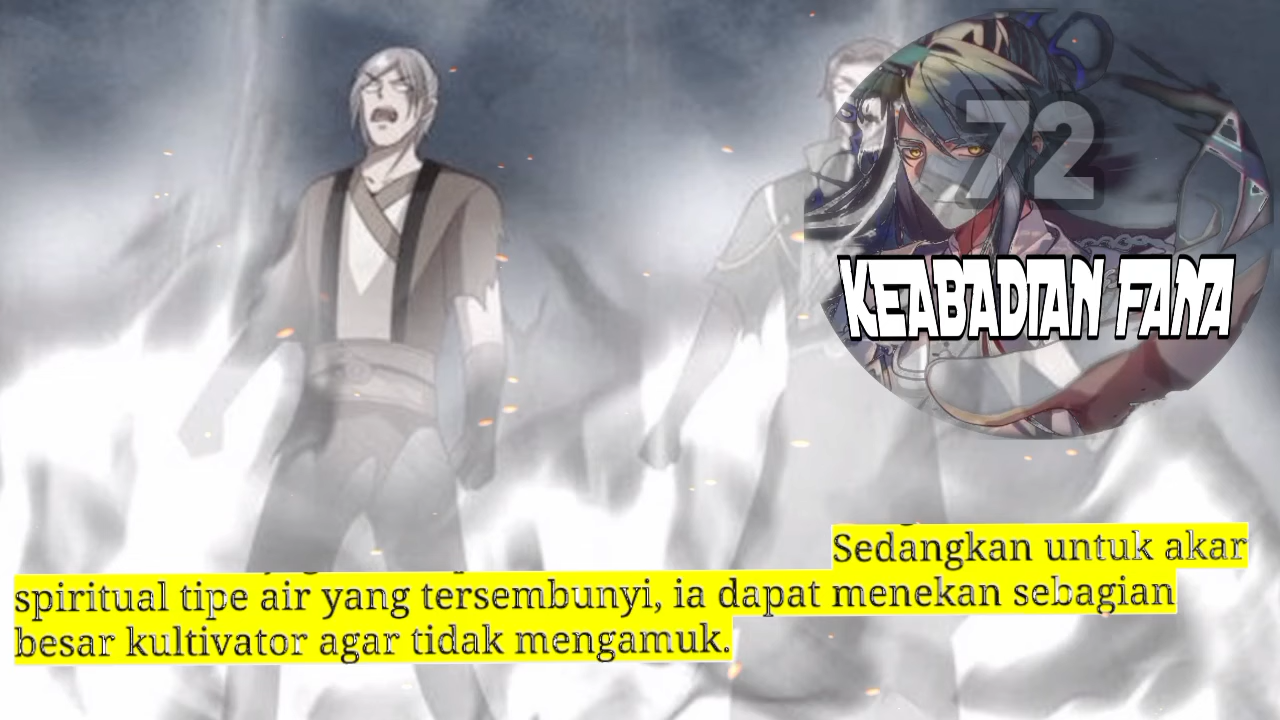 72
KEABADIAN FANA
Sedangkan untuk akar
spiritual tipe air yang tersembunyi, ia dapat menekan sebagian
besar kultivator agar tidak mengamuk.